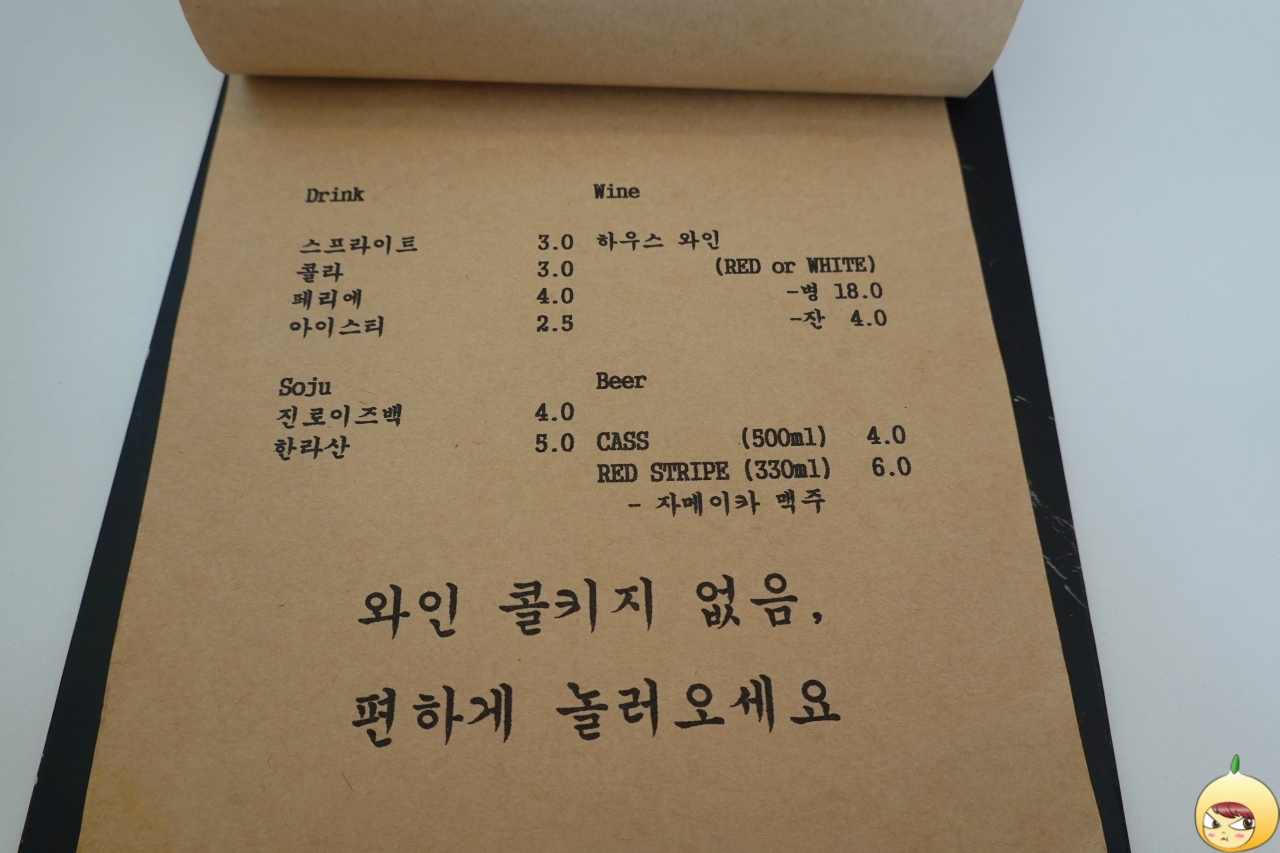 Drink
스프라이트 3.0
콜라 3.0
페리에 4.0
아이스티 2.5
Soju
진로이즈백 4.0
한라산 5.0
Wine
하우스 와인
(RED or WHITE)
-병 18.0
-잔 4.0
Beer
CASS (500ml) 4.0
RED STRIPE (330ml) 6.0
- 자메이카 맥주
와인 콜키지 없음,
편하게 놀러오세요